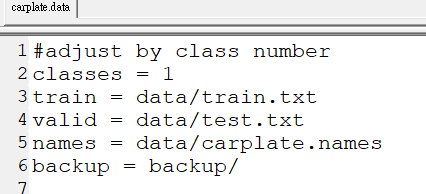 carplate.data
1 #adjust by class number
2 classes = 1
3 train = data/train.txt
4 valid = data/test.txt
5 names = data/carplate.names
6 backup = backup/
7